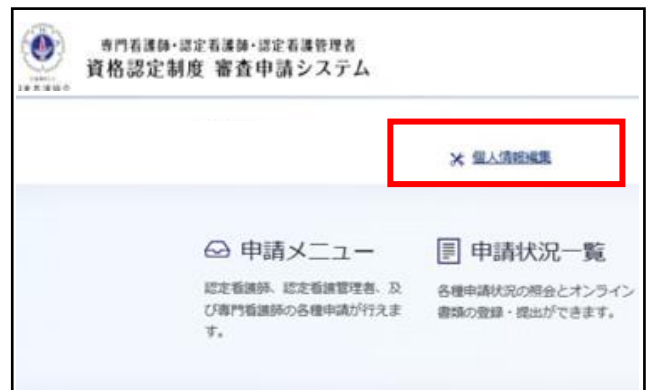 専門看護師・認定看護師・認定看護管理者
資格認定制度 審査申請システム
個人情報編集
申請メニュー
認定看護師、認定看護管理者、及
び専門看護師の各種申請が行えま
す。
申請状況一覧
各種申請状況の照会とオンライン
書類の登録・提出ができます。